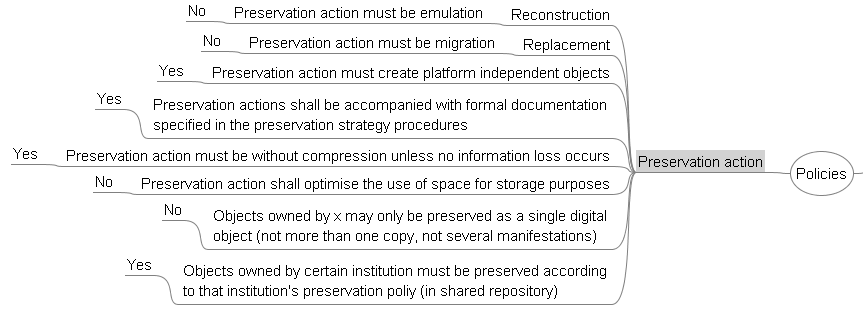 No Preservation action must be emulation Reconstruction
No Preservation action must be migration Replacement
Yes Preservation action must create platform independent objects
Yes Preservation actions shall be accompanied with formal documentation
specified in the preservation strategy procedures
Yes Preservation action must be without compression unless no information loss occurs
Preservation action
Policies
No Preservation action shall optimise the use of space for storage purposes
No Objects owned by x may only be preserved as a single digital
object (not more than one copy, not several manifestations)
Yes Objects owned by certain institution must be preserved according
to that institution's preservation poliy (in shared repository)